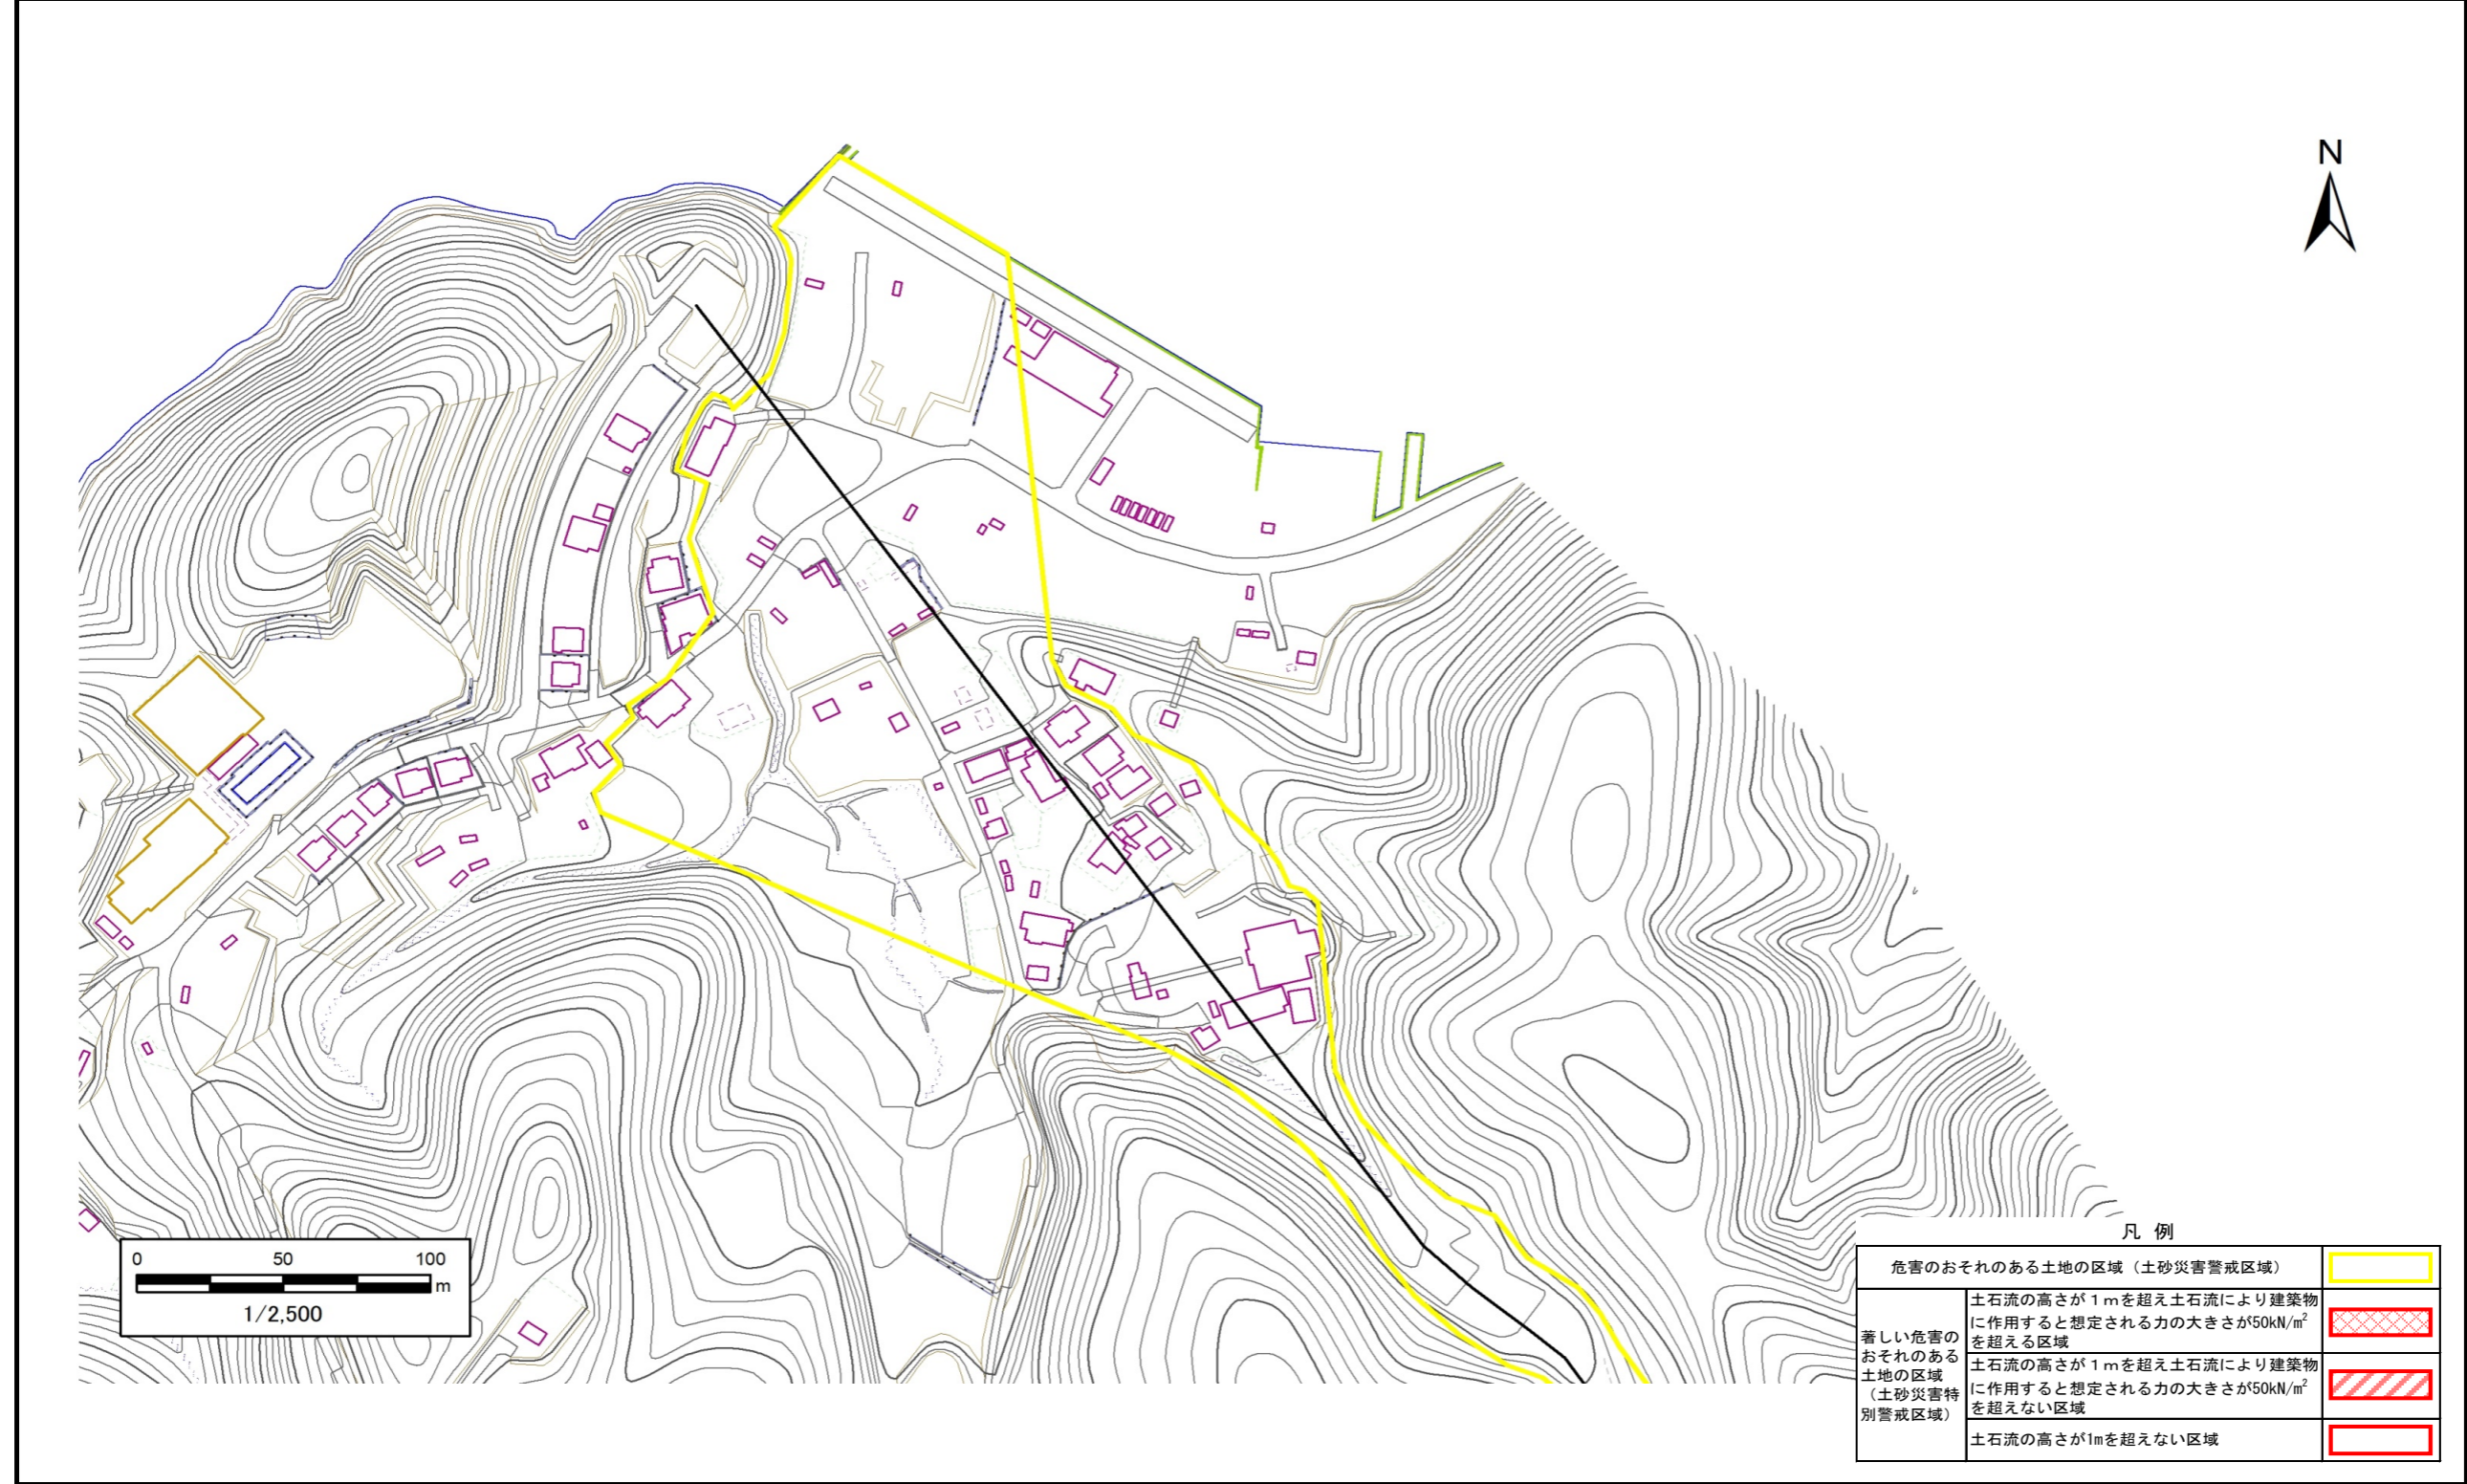 N
0 50 100
m
1/2,500
凡 例
危害のおそれのある土地の区域（土砂災害警戒区域）
著しい危害の
おそれのある
土地の区域
（土砂災害特
別警戒区域）
土石流の高さが１ｍを超え土石流により建築物
に作用すると想定される力の大きさが50kN/㎡
を超える区域
土石流の高さが１ｍを超え土石流により建築物
に作用すると想定される力の大きさが50kN/㎡
を超えない区域
土石流の高さが1mを超えない区域